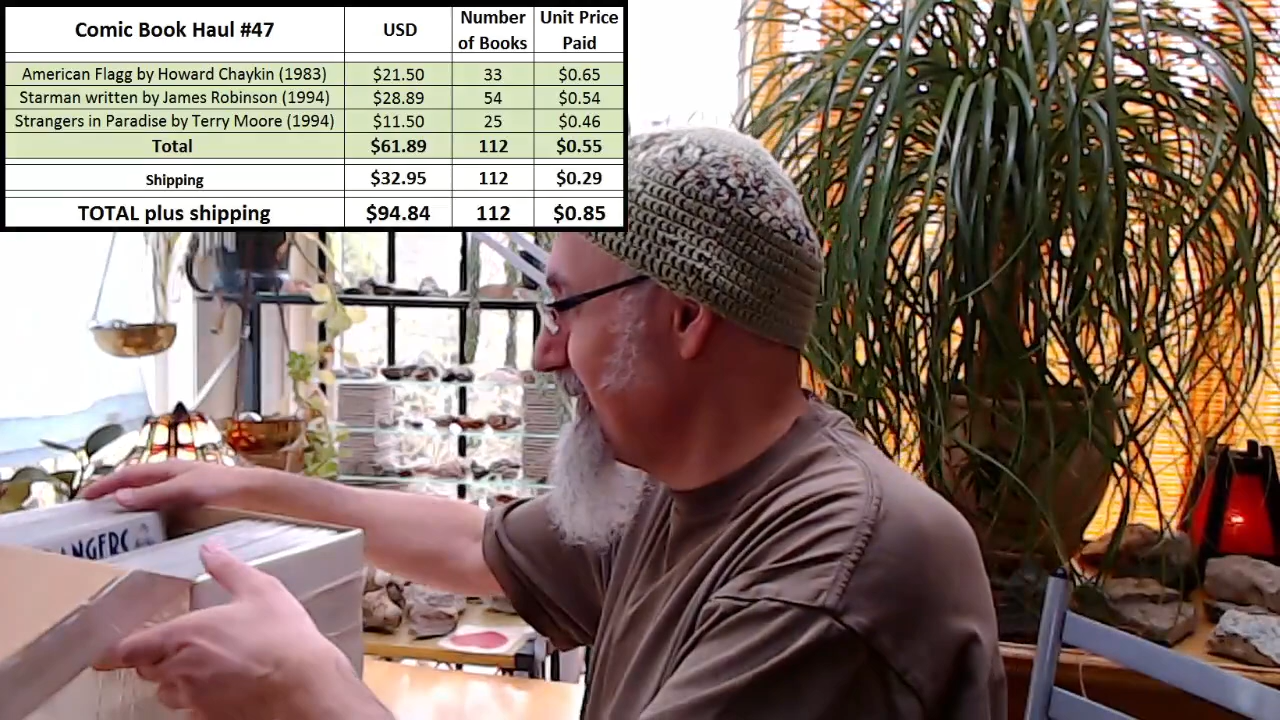 Comic Book Haul #47 USD Number of Books Unit Price Paid
American Flagg by Howard Chaykin (1983) $21.50 33 $0.65
Starman written by James Robinson (1994) $28.89 54 $0.54
Strangers in Paradise by Terry Moore (1994) $11.50 25 $0.46
Total $61.89 112 $0.55
Shipping $32.95 112 $0.29
TOTAL plus shipping $94.84 112 $0.85
ANGERS